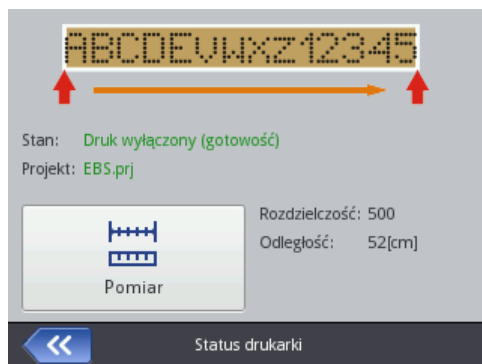 ABCDEVWXZ12345
Stan: Druk wyłączony (gotowość)
Projekt: EBS.prj
Rozdzielczość: 500
Odległość: 52[cm]
Pomiar
Status drukarki